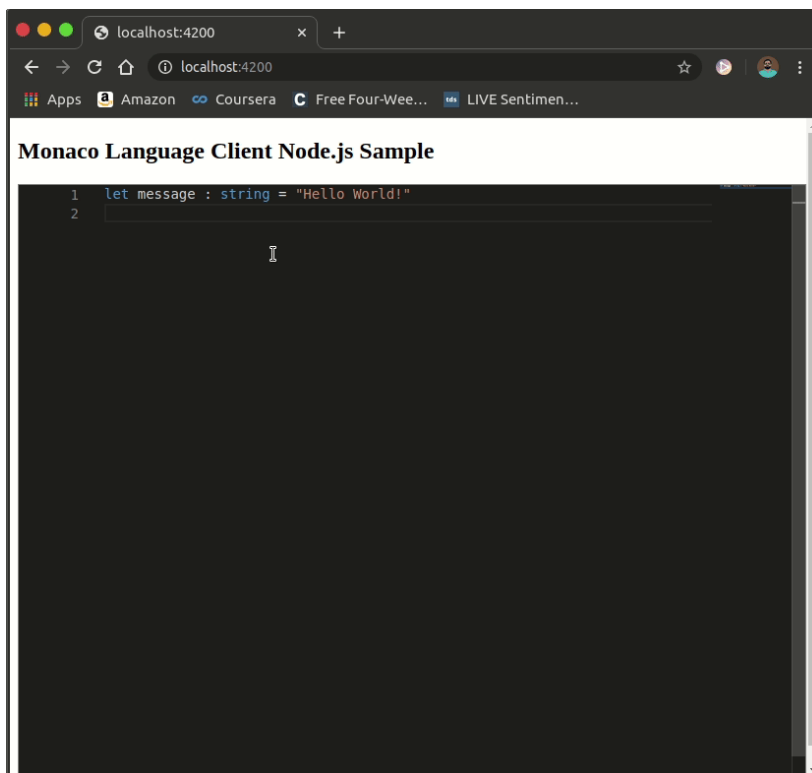 localhost:4200
localhost:4200
Apps Amazon Coursera Free Four-Wee... LIVE Sentimen...
Monaco Language Client Node.js Sample
1 let message : string = "Hello World!"
2